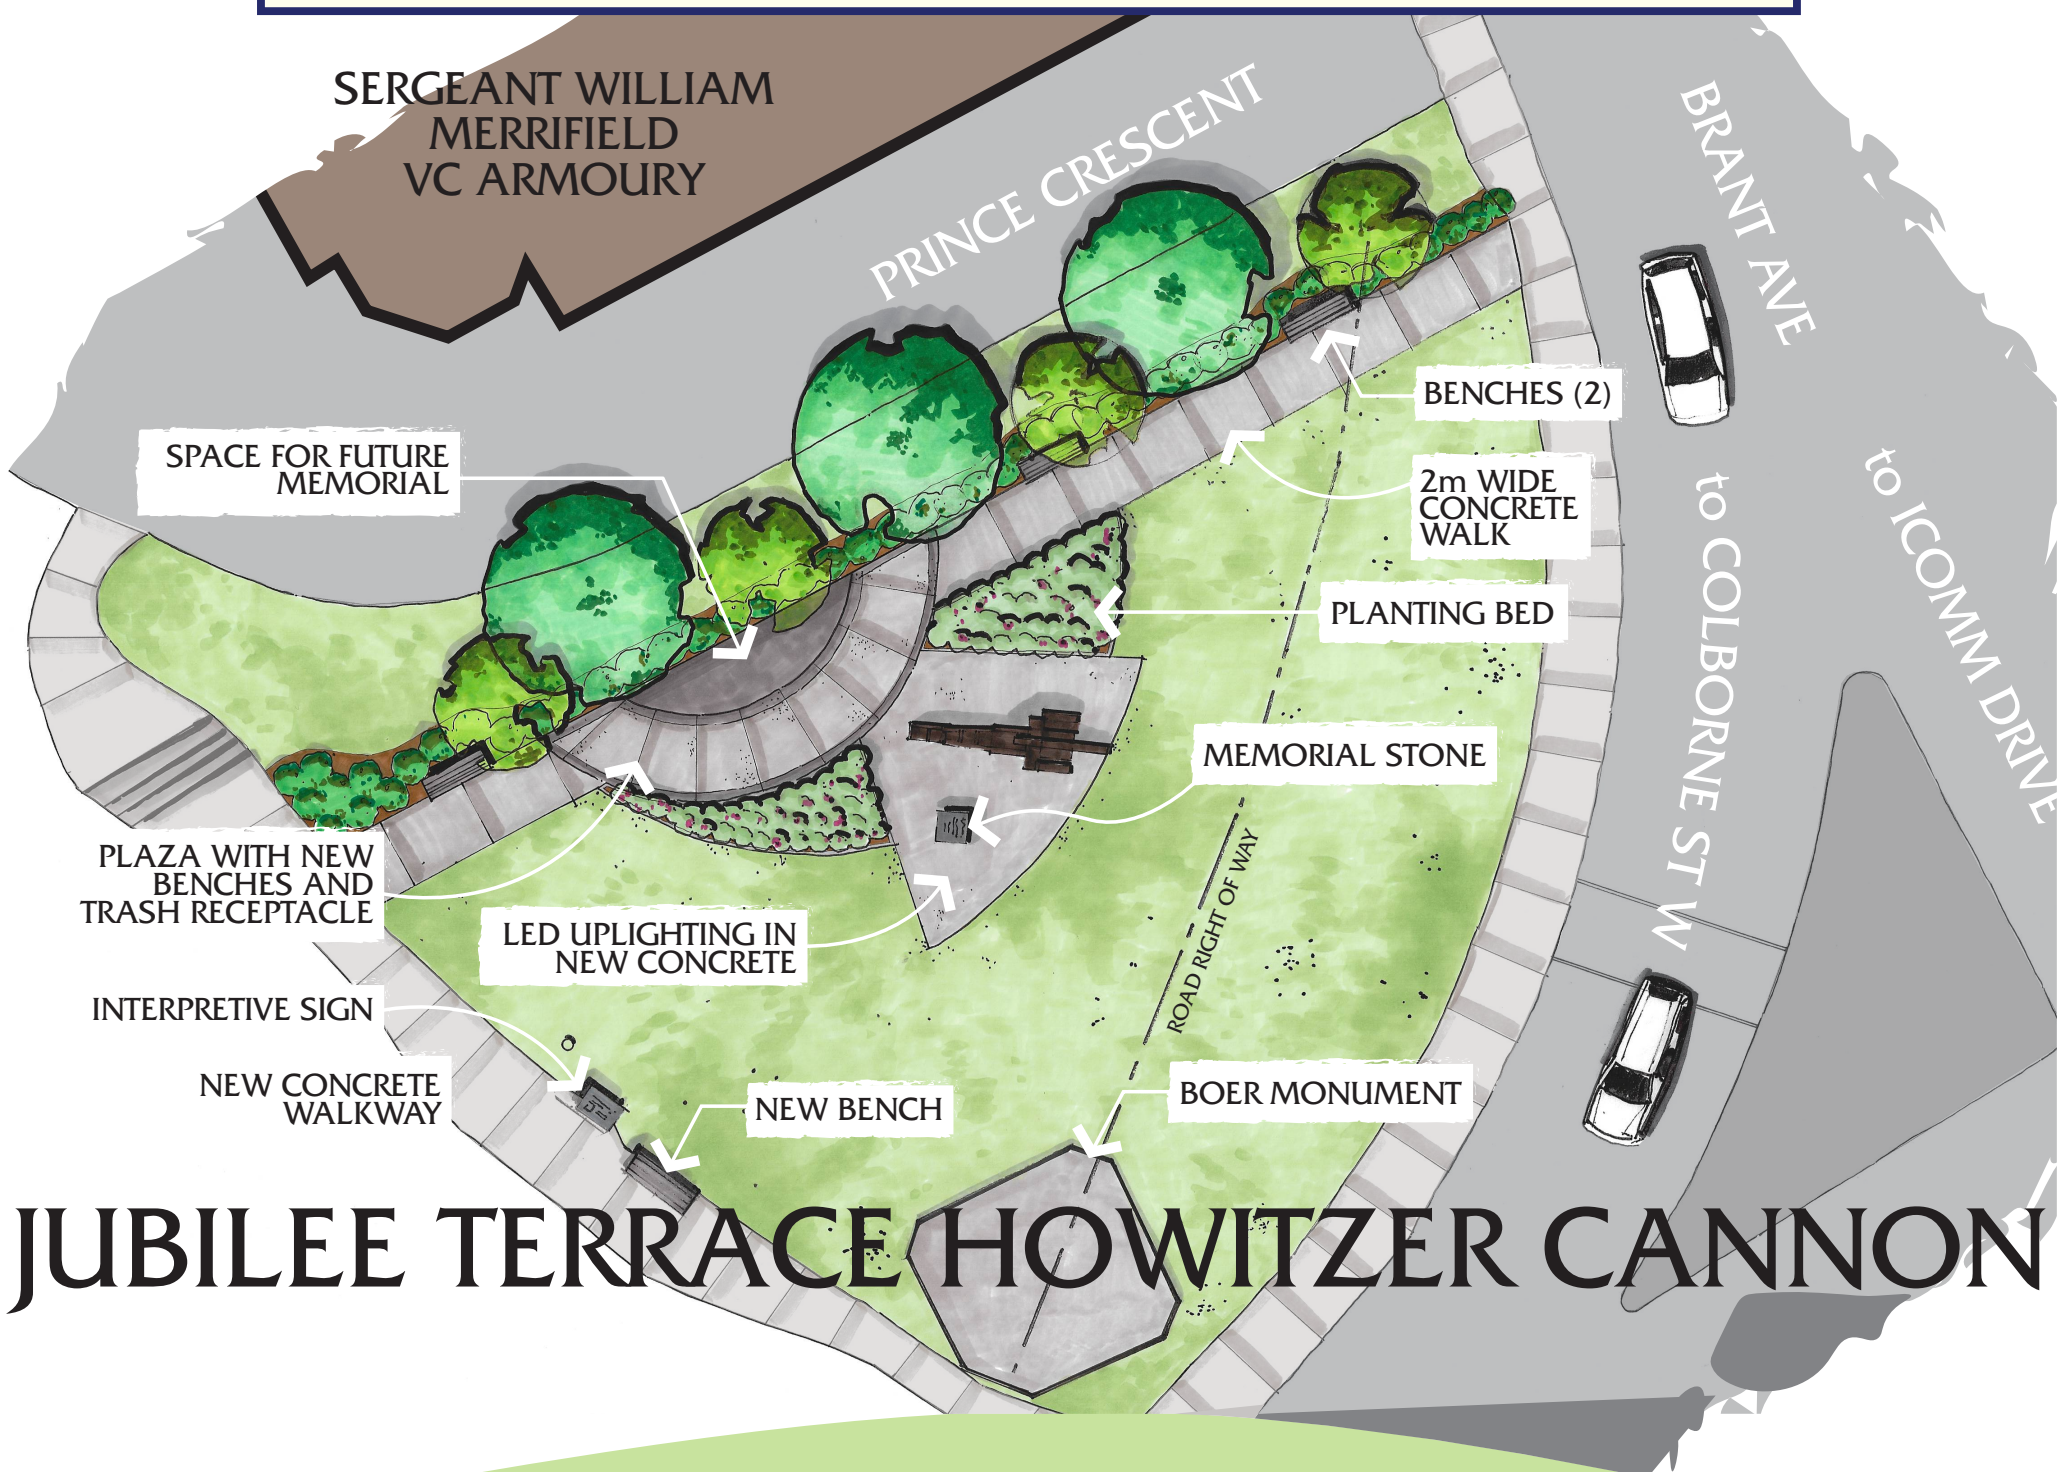 SERGEANT WILLIAM
MERRIFIELD
VC ARMOURY
PRINCE CRESCENT
BRANT AVE
BENCHES (2)
SPACE FOR FUTURE
MEMORIAL
2m WIDE
CONCRETE
WALK
to COLBORNE ST W
to ICOMM DRIVE
PLANTING BED
MEMORIAL STONE
PLAZA WITH NEW
BENCHES AND
TRASH RECEPTACLE
LED UPLIGHTING IN
NEW CONCRETE
ROAD RIGHT OF WAY
INTERPRETIVE SIGN
NEW CONCRETE
WALKWAY
NEW BENCH
BOER MONUMENT
JUBILEE TERRACE HOWITZER CANNON